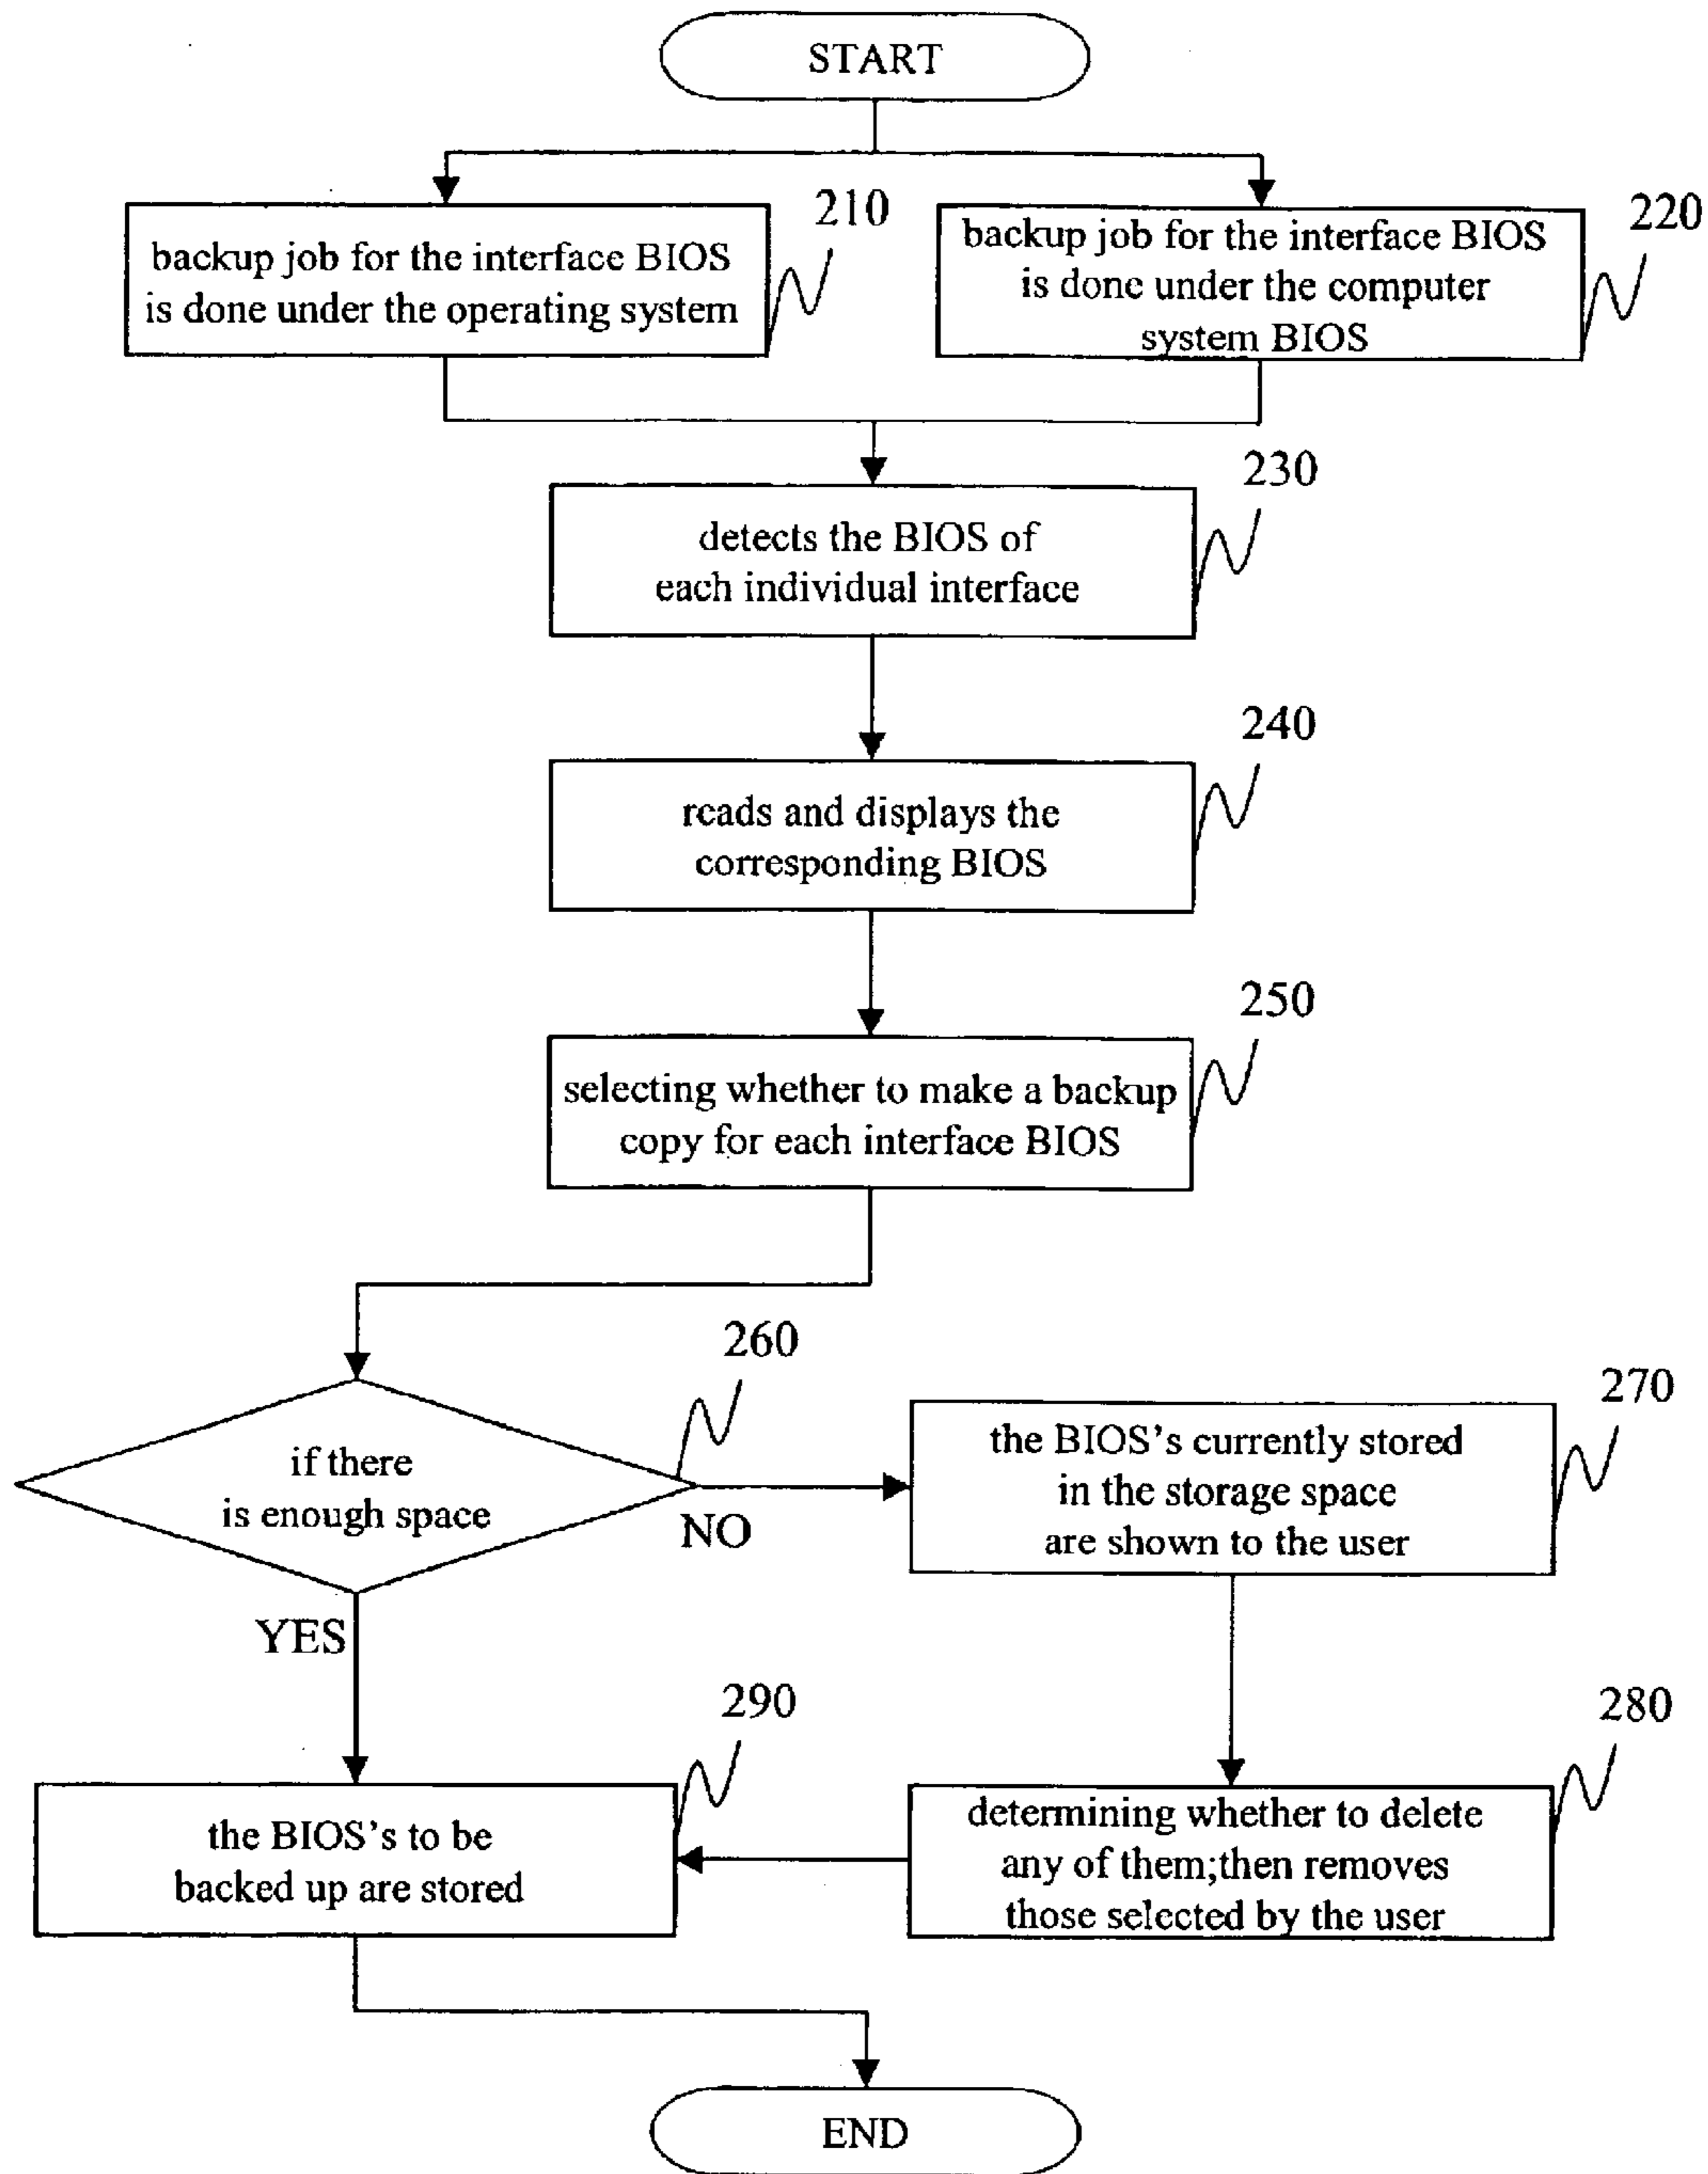 START
210
220
backup job for the interface BIOS
is done under the operating system
backup job for the interface BIOS
is done under the computer
system BIOS
230
detects the BIOS of
each individual interface
240
reads and displays the
corresponding BIOS
250
selecting whether to make a backup
copy for each interface BIOS
260
if there
is enough space
NO
YES
270
the BIOS's currently stored
in the storage space
are shown to the user
290
the BIOS's to be
backed up are stored
280
determining whether to delete
any of them;then removes
those selected by the user
END